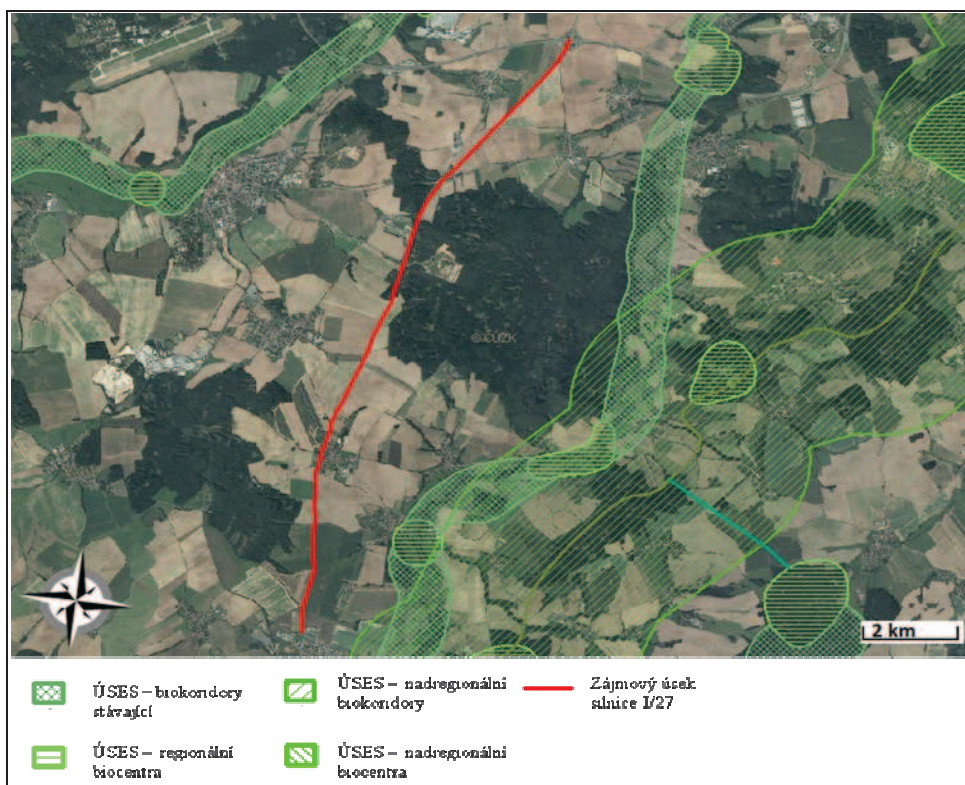 ©ČÚZK
2 km
ÚSES – biokoridory
stávající
ÚSES – nadregionální
biokoridory
Zájmový úsek
silnice I/27
ÚSES – regionální
biocentra
ÚSES – nadregionální
biocentra